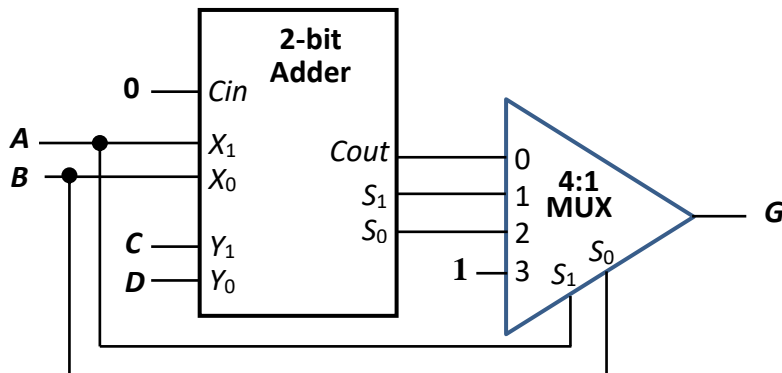 2-bit
Adder
0
Cin
A
X1
B
X0
C
Y1
D
Y0
Cout
S1
S0
0
1
2
1
3
4:1
MUX
S1
S0
G